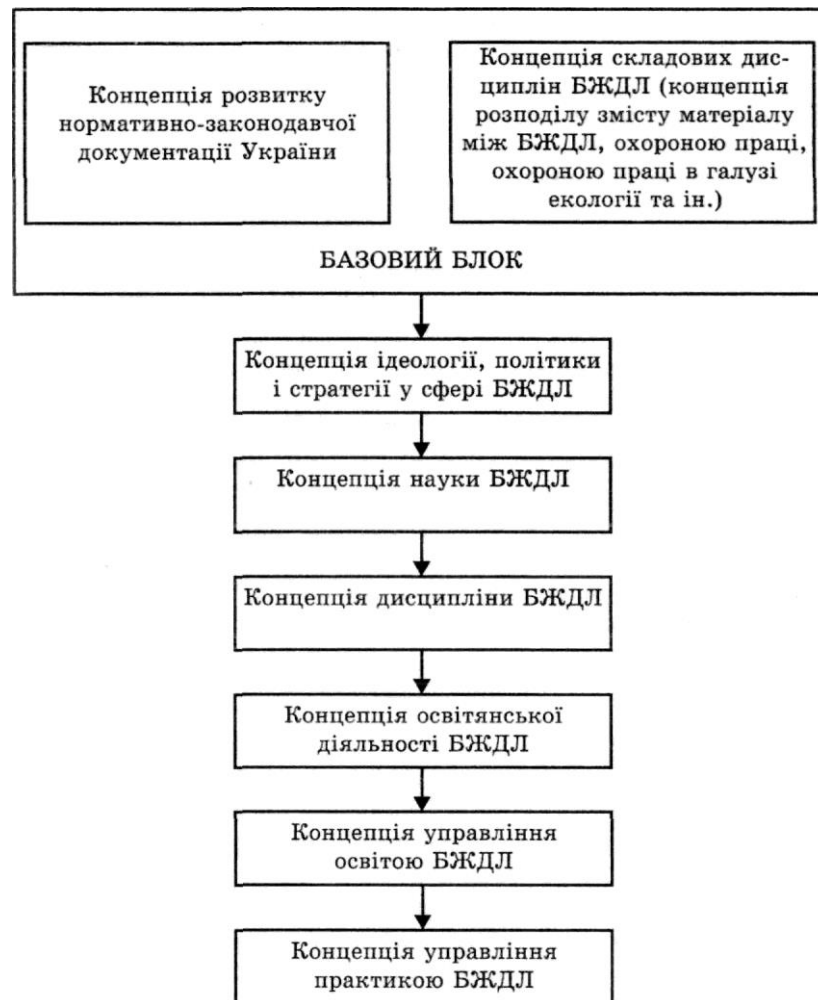 Концепція розвитку
нормативно-законодавчої
документації України
Концепція складових дис-
циплін БЖДЛ (концепція
розподілу змісту матеріалу
між БЖДЛ, охороною праці,
охороною праці в галузі
екології та ін.)
БАЗОВИЙ БЛОК
Концепція ідеології, політики
і стратегії у сфері БЖДЛ
Концепція науки БЖДЛ
Концепція дисципліни БЖДЛ
Концепція освітянської
діяльності БЖДЛ
Концепція управління
освітою БЖДЛ
Концепція управління
практикою БЖДЛ